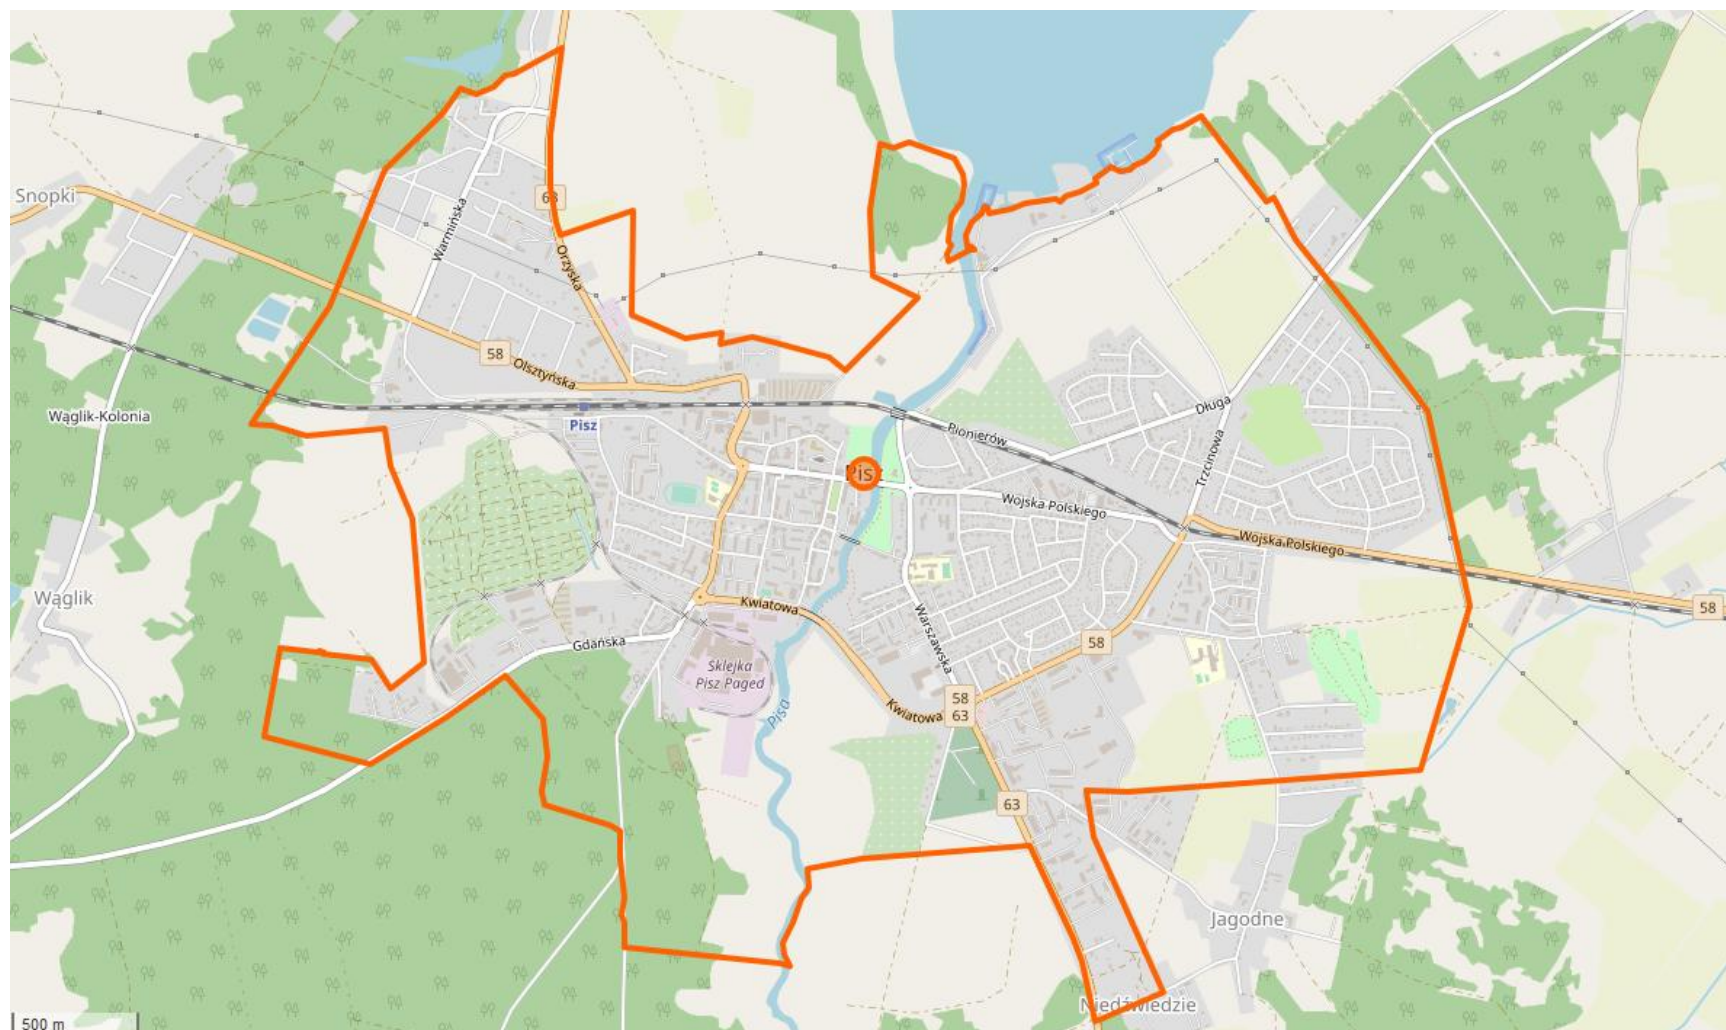 Snopki
Warmińska
63
Orzyska
58
Olsztyńska
Wąglik-Kolonia
Pisz
Długa
Pionierów
Trzcinowa
Wojska Polskiego
Wojska Polskiego
Wąglik
58
Kwiatowa
Gdańska
Warszawska
58
Sklejka
Pisz Paged
Pisa
Kwiatowa
58
63
63
Jagodne
Niedźwiedzie
500 m